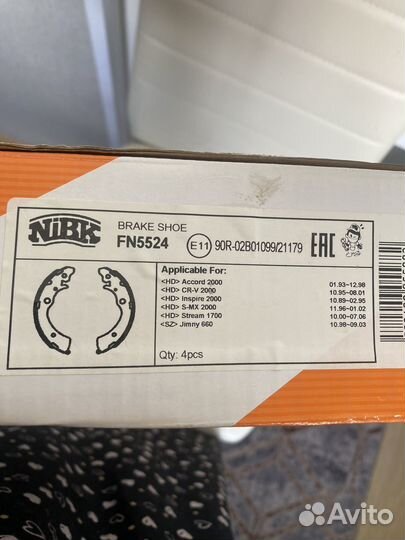 NiBK
BRAKE SHOE
FN5524
E11 90R-02B01099/21179
EAC
Applicable For:
<HD> Accord 2000 01.93~12.98
<HD> CR-V 2000 10.95~08.01
<HD> Inspire 2000 10.89~02.95
<HD> S-MX 2000 11.96~01.02
<HD> Stream 1700 10.00~07.06
<SZ> Jimny 660 10.98~09.03
Qty: 4pcs
Avito